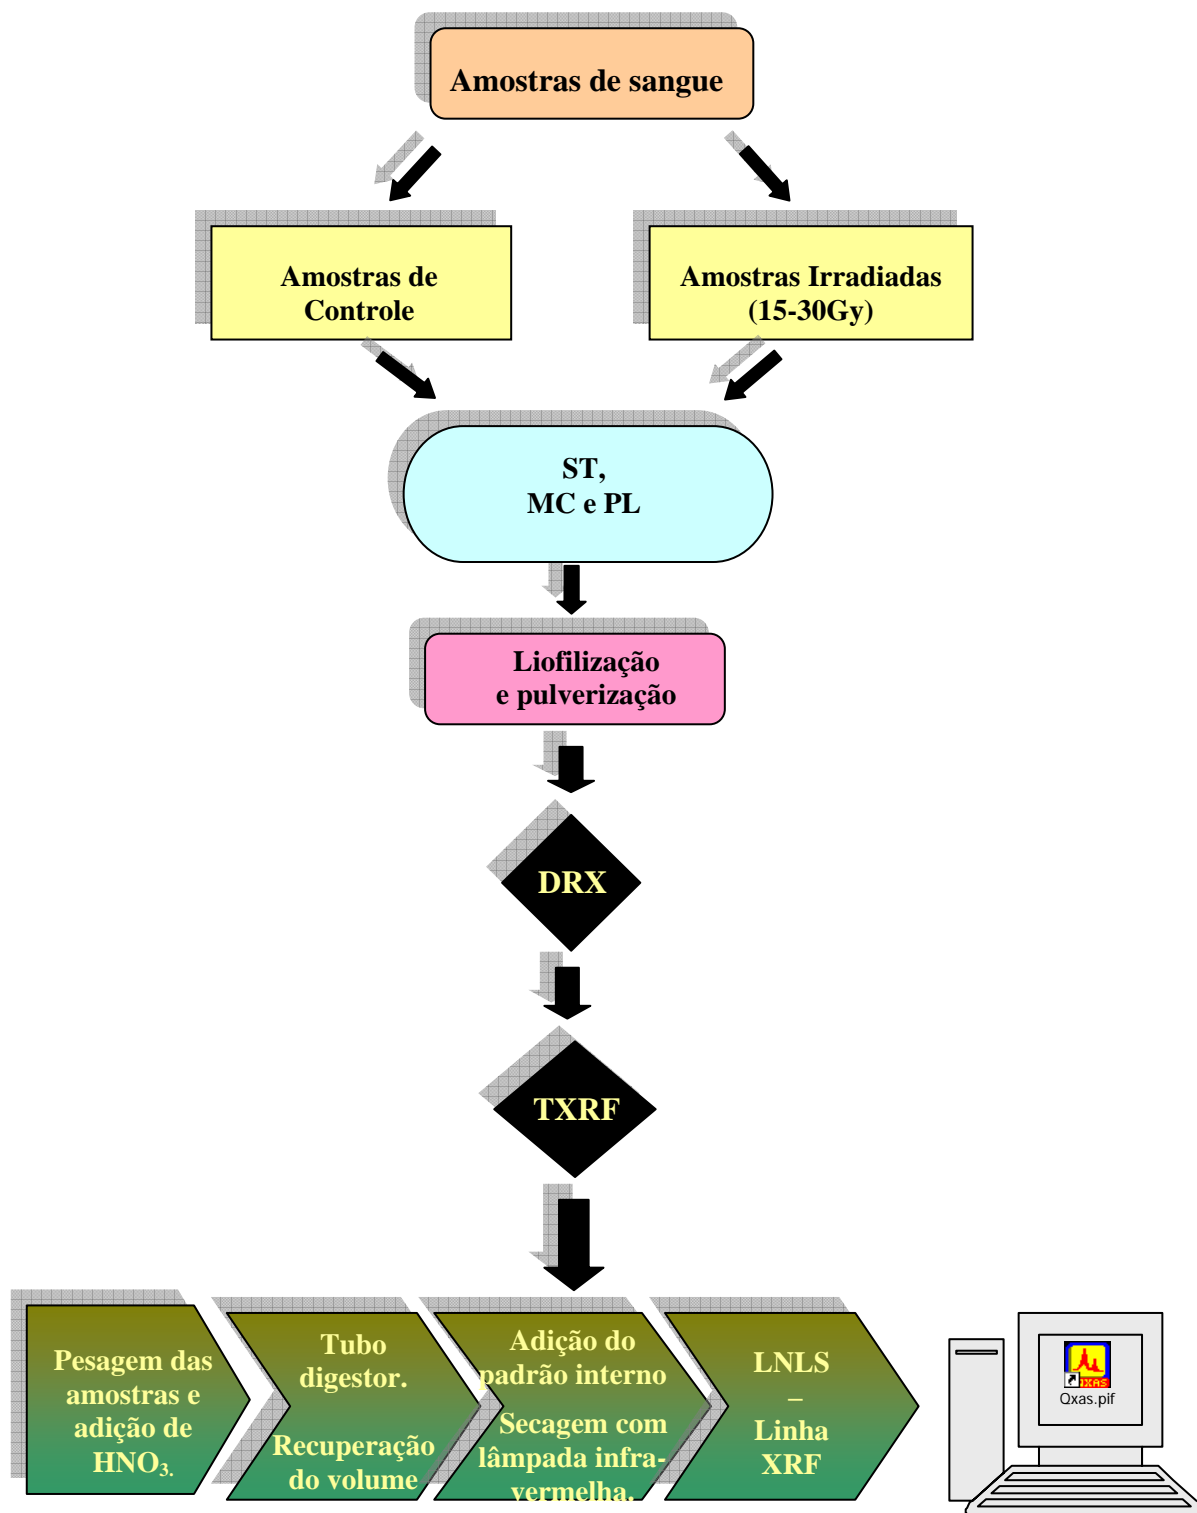 Amostras de sangue
Amostras de
Controle
Amostras Irradiadas
(15-30Gy)
ST,
MC e PL
Liofilização
e pulverização
DRX
TXRF
Pesagem das
amostras e
adição de
HNO₃.
Tubo
digestor.
Recuperação
do volume
Adição do
padrão interno
Secagem com
lâmpada infra-
vermelha.
LNLS
–
Linha
XRF
QXAS
Qxas.pif